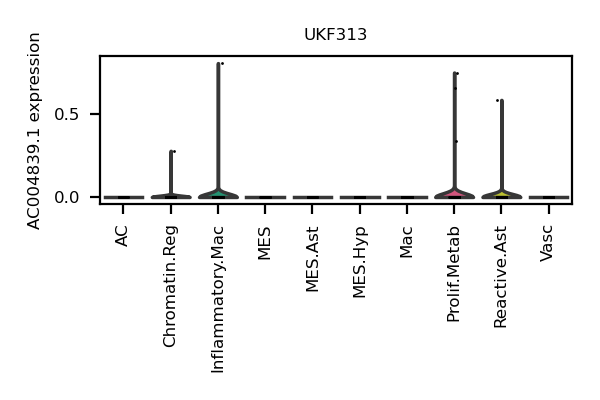 UKF313
AC004839.1 expression
0.5
0.0
AC
Chromatin.Reg
Inflammatory.Mac
MES
MES.Ast
MES.Hyp
Mac
Prolif.Metab
Reactive.Ast
Vasc